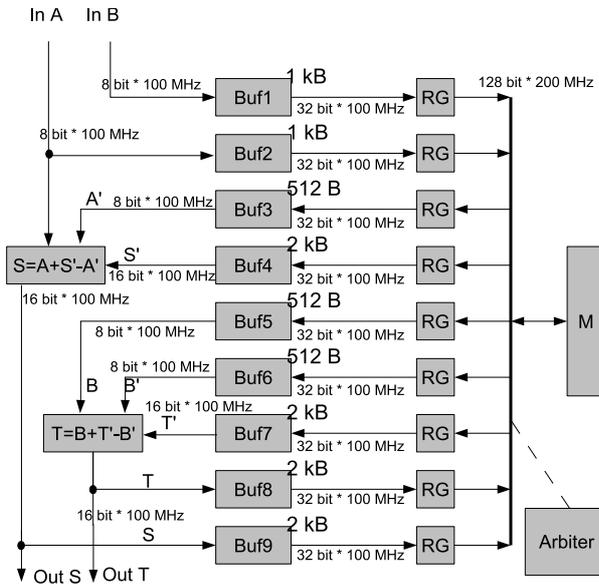 In A In B
8 bit * 100 MHz Buf1 1 kB 32 bit * 100 MHz RG 128 bit * 200 MHz
8 bit * 100 MHz Buf2 1 kB 32 bit * 100 MHz RG
A' 8 bit * 100 MHz Buf3 512 B 32 bit * 100 MHz RG
S=A+S'-A' S' 16 bit * 100 MHz Buf4 2 kB 32 bit * 100 MHz RG
16 bit * 100 MHz
8 bit * 100 MHz Buf5 512 B 32 bit * 100 MHz RG M
B B' 8 bit * 100 MHz Buf6 512 B 32 bit * 100 MHz RG
T=B+T'-B' T' 16 bit * 100 MHz Buf7 2 kB 32 bit * 100 MHz RG
T Buf8 2 kB 32 bit * 100 MHz RG
16 bit * 100 MHz
S Buf9 2 kB 32 bit * 100 MHz RG Arbiter
Out S Out T